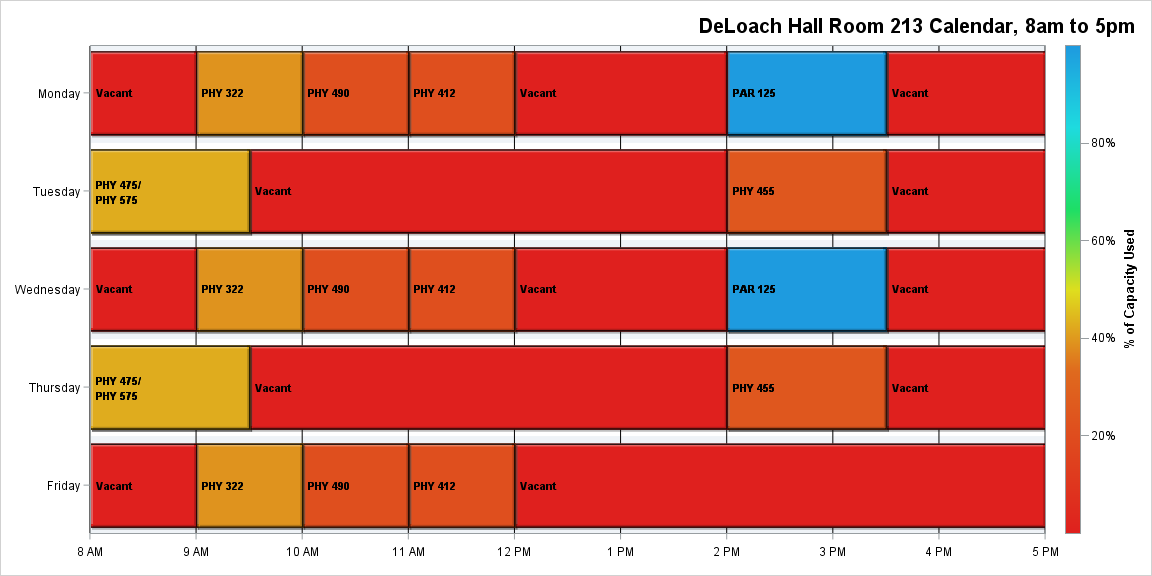 DeLoach Hall Room 213 Calendar, 8am to 5pm
Monday
Vacant
PHY 322
PHY 490
PHY 412
Vacant
PAR 125
Vacant
Tuesday
PHY 475/
PHY 575
Vacant
PHY 455
Vacant
Wednesday
Vacant
PHY 322
PHY 490
PHY 412
Vacant
PAR 125
Vacant
Thursday
PHY 475/
PHY 575
Vacant
PHY 455
Vacant
Friday
Vacant
PHY 322
PHY 490
PHY 412
Vacant
8 AM
9 AM
10 AM
11 AM
12 PM
1 PM
2 PM
3 PM
4 PM
5 PM
80%
60%
40%
20%
% of Capacity Used